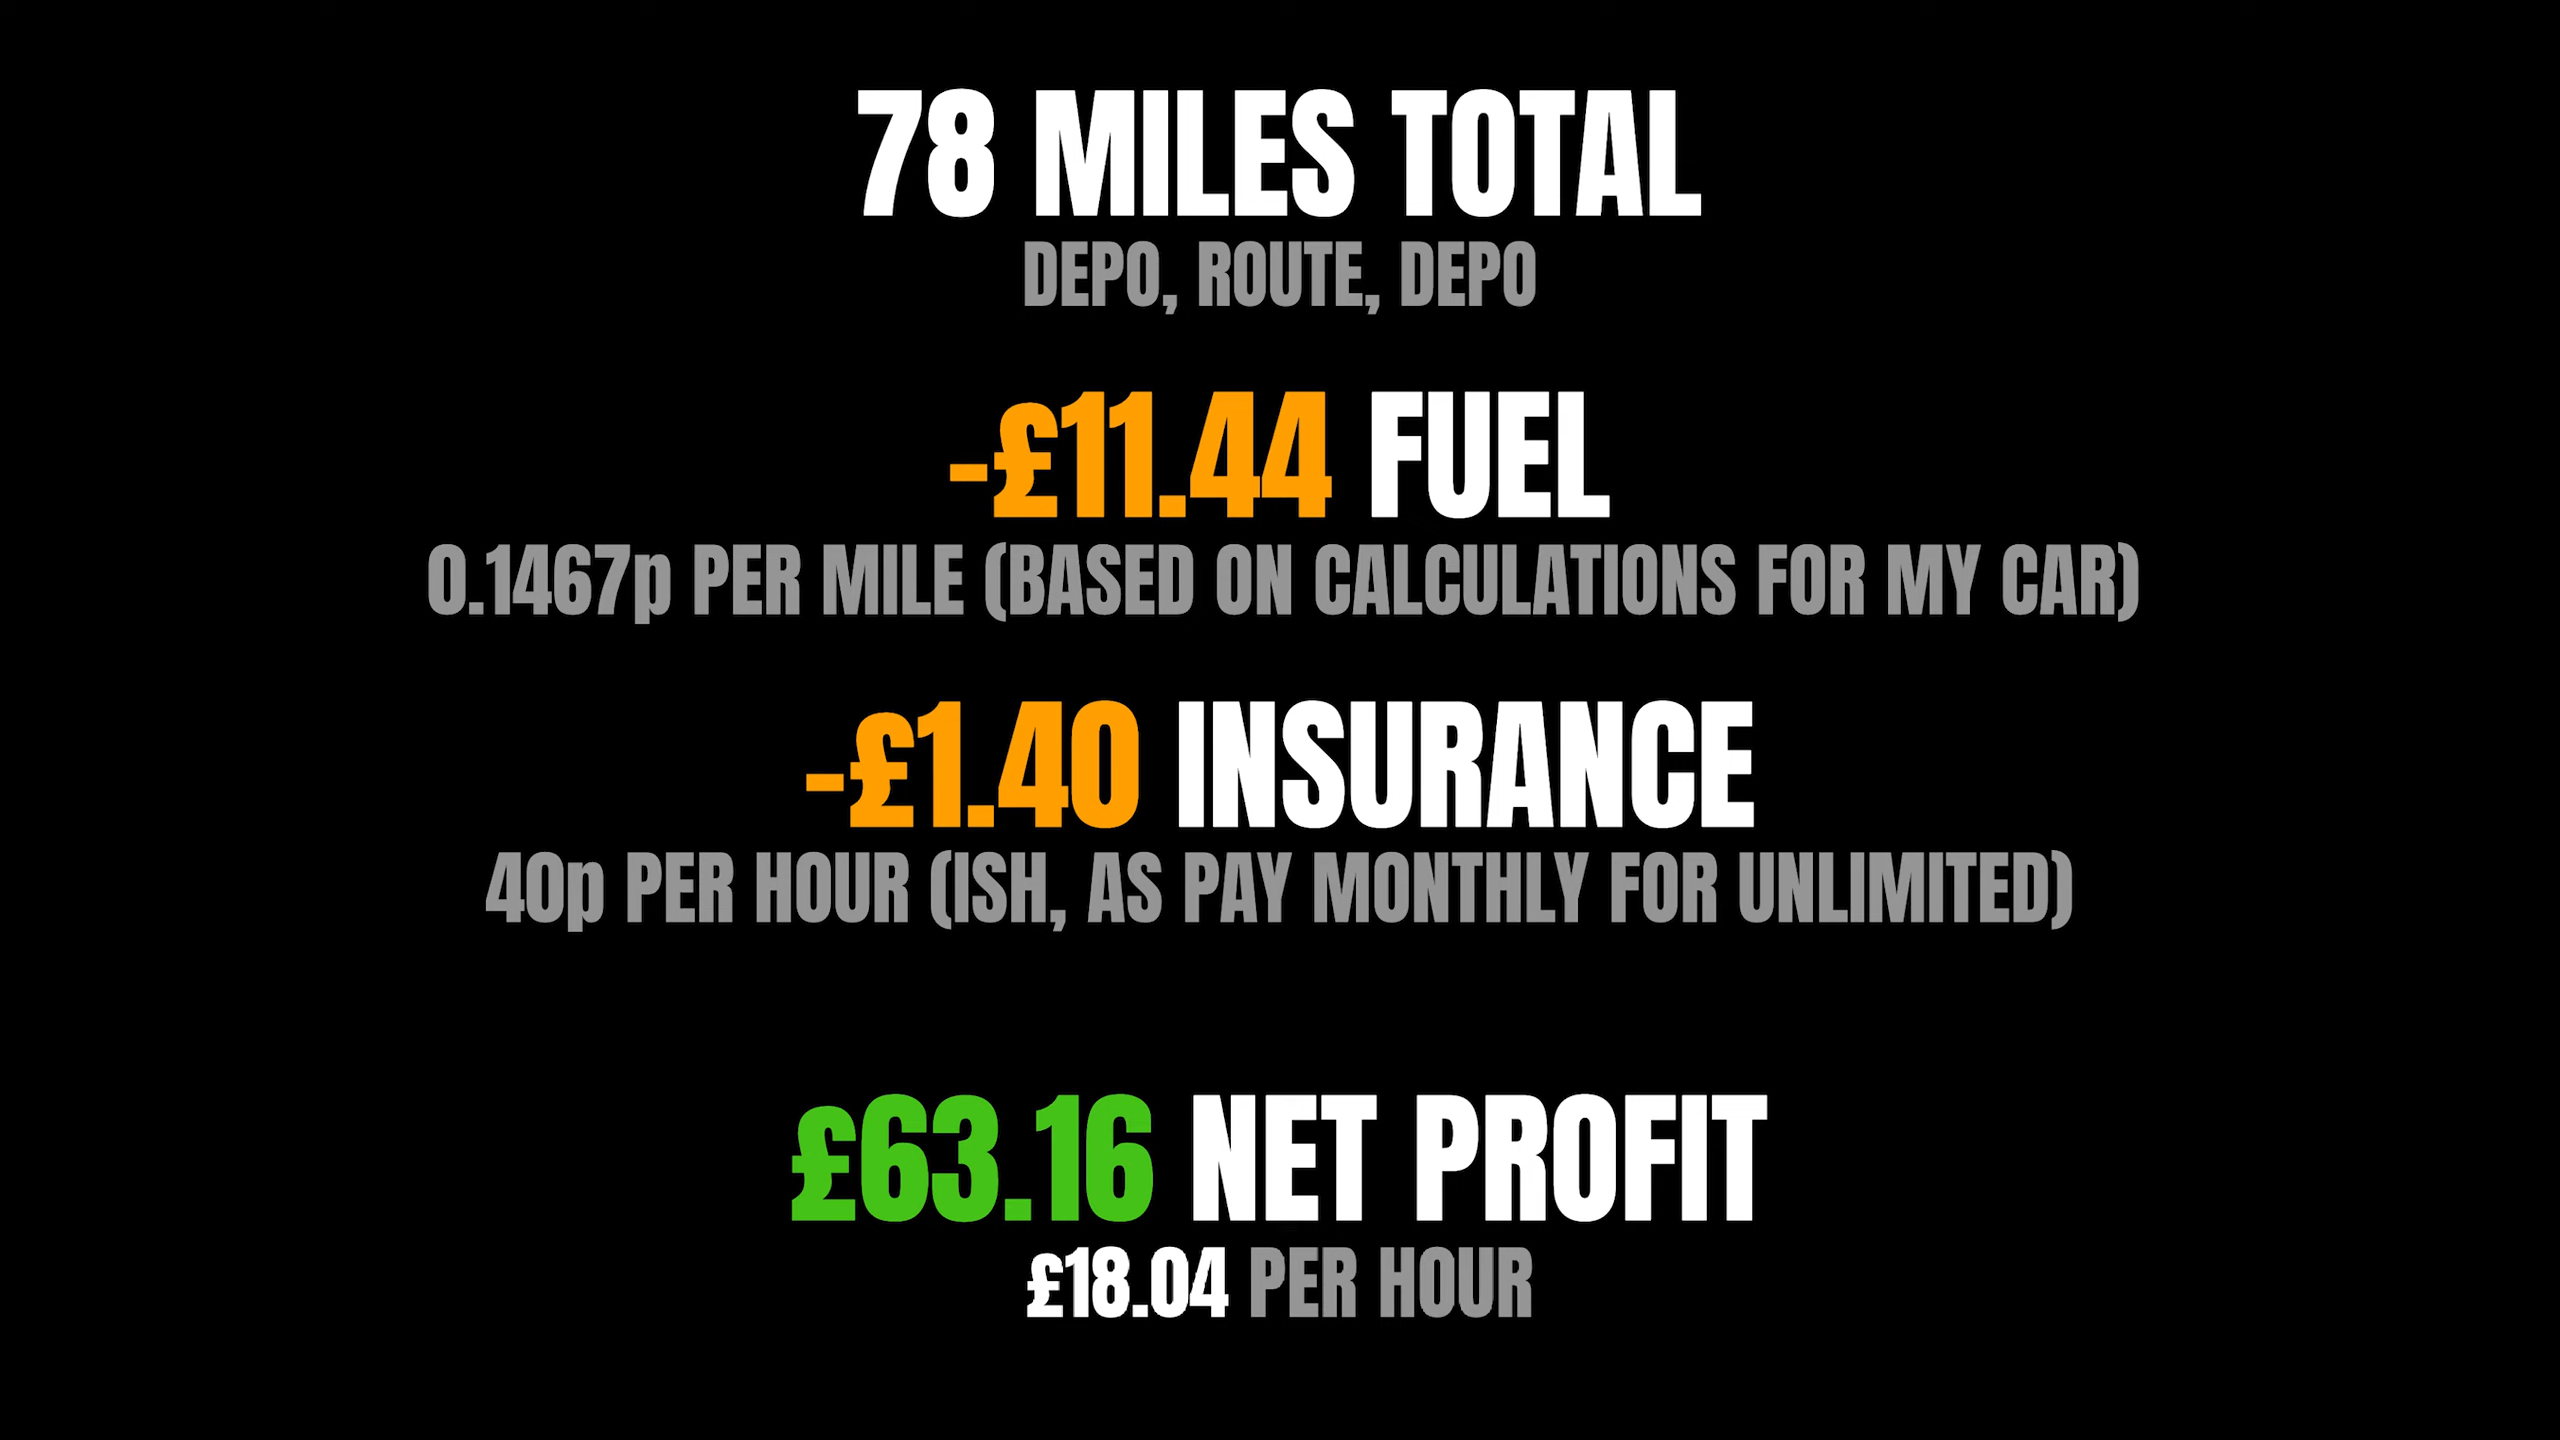 78 MILES TOTAL
DEPO, ROUTE, DEPO
-£11.44 FUEL
0.1467p PER MILE (BASED ON CALCULATIONS FOR MY CAR)
-£1.40 INSURANCE
40p PER HOUR (ISH, AS PAY MONTHLY FOR UNLIMITED)
£63.16 NET PROFIT
£18.04 PER HOUR